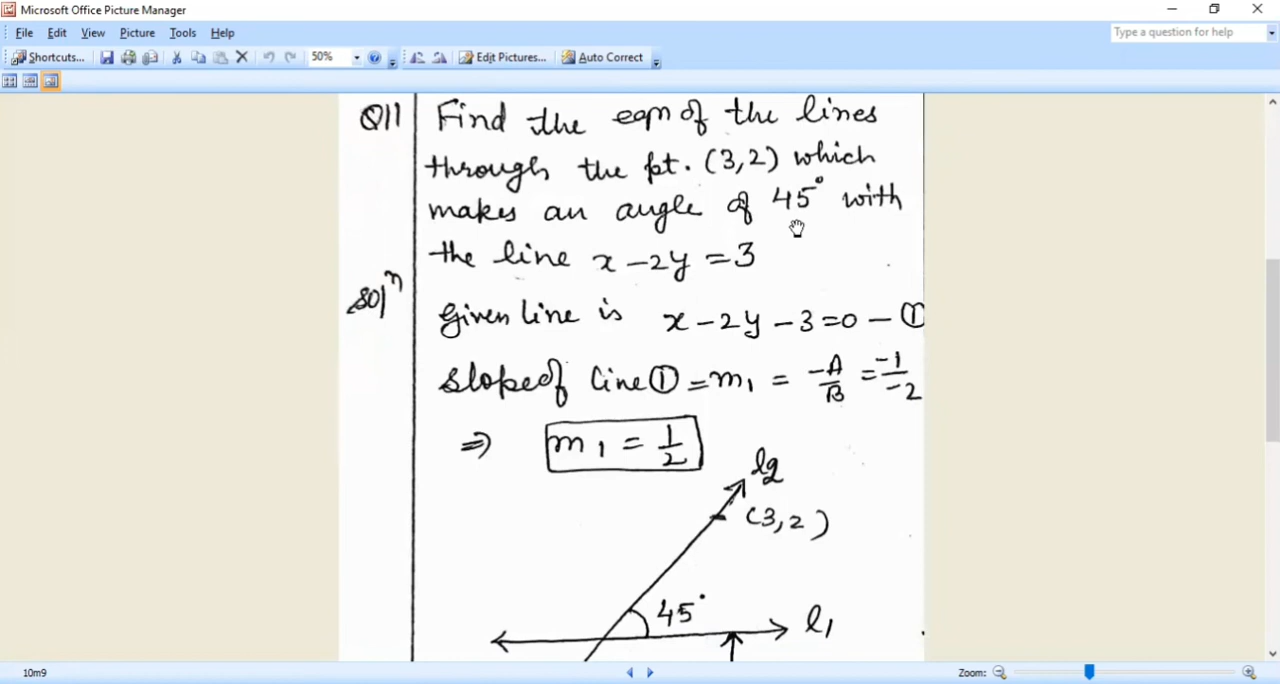 Microsoft Office Picture Manager
File Edit View Picture Tools Help
Type a question for help
Shortcuts... 50% Edit Pictures... Auto Correct
Q11 Find the eqn of the lines
through the pt. (3,2) which
makes an angle of 45° with
the line x - 2y = 3
Solⁿ
Given line is x - 2y - 3 = 0 - ①
Slope of line ① = m₁ = -A/B = -1/-2
⇒ m₁ = 1/2
l₂
(3,2)
45°
l₁
10m9
Zoom: